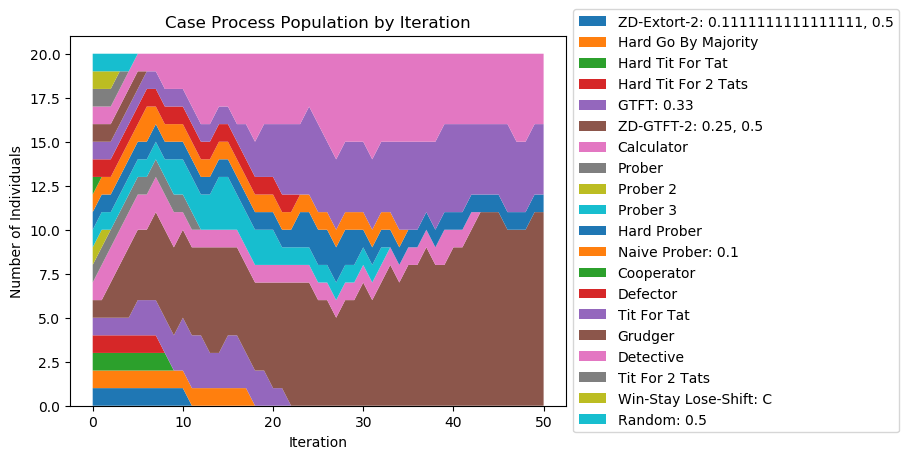 Case Process Population by Iteration
Number of Individuals
20.0
17.5
15.0
12.5
10.0
7.5
5.0
2.5
0.0
0
10
20
30
40
50
Iteration
ZD-Extort-2: 0.1111111111111111, 0.5
Hard Go By Majority
Hard Tit For Tat
Hard Tit For 2 Tats
GTFT: 0.33
ZD-GTFT-2: 0.25, 0.5
Calculator
Prober
Prober 2
Prober 3
Hard Prober
Naive Prober: 0.1
Cooperator
Defector
Tit For Tat
Grudger
Detective
Tit For 2 Tats
Win-Stay Lose-Shift: C
Random: 0.5